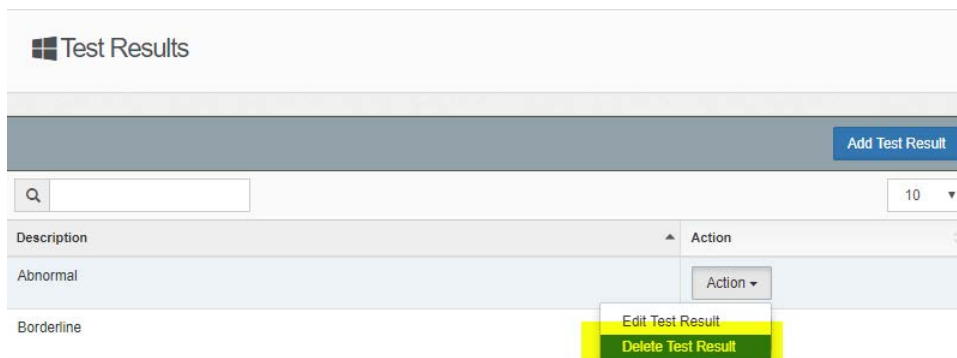 Test Results
Add Test Result
10
Description Action
Abnormal Action
Borderline
Edit Test Result
Delete Test Result